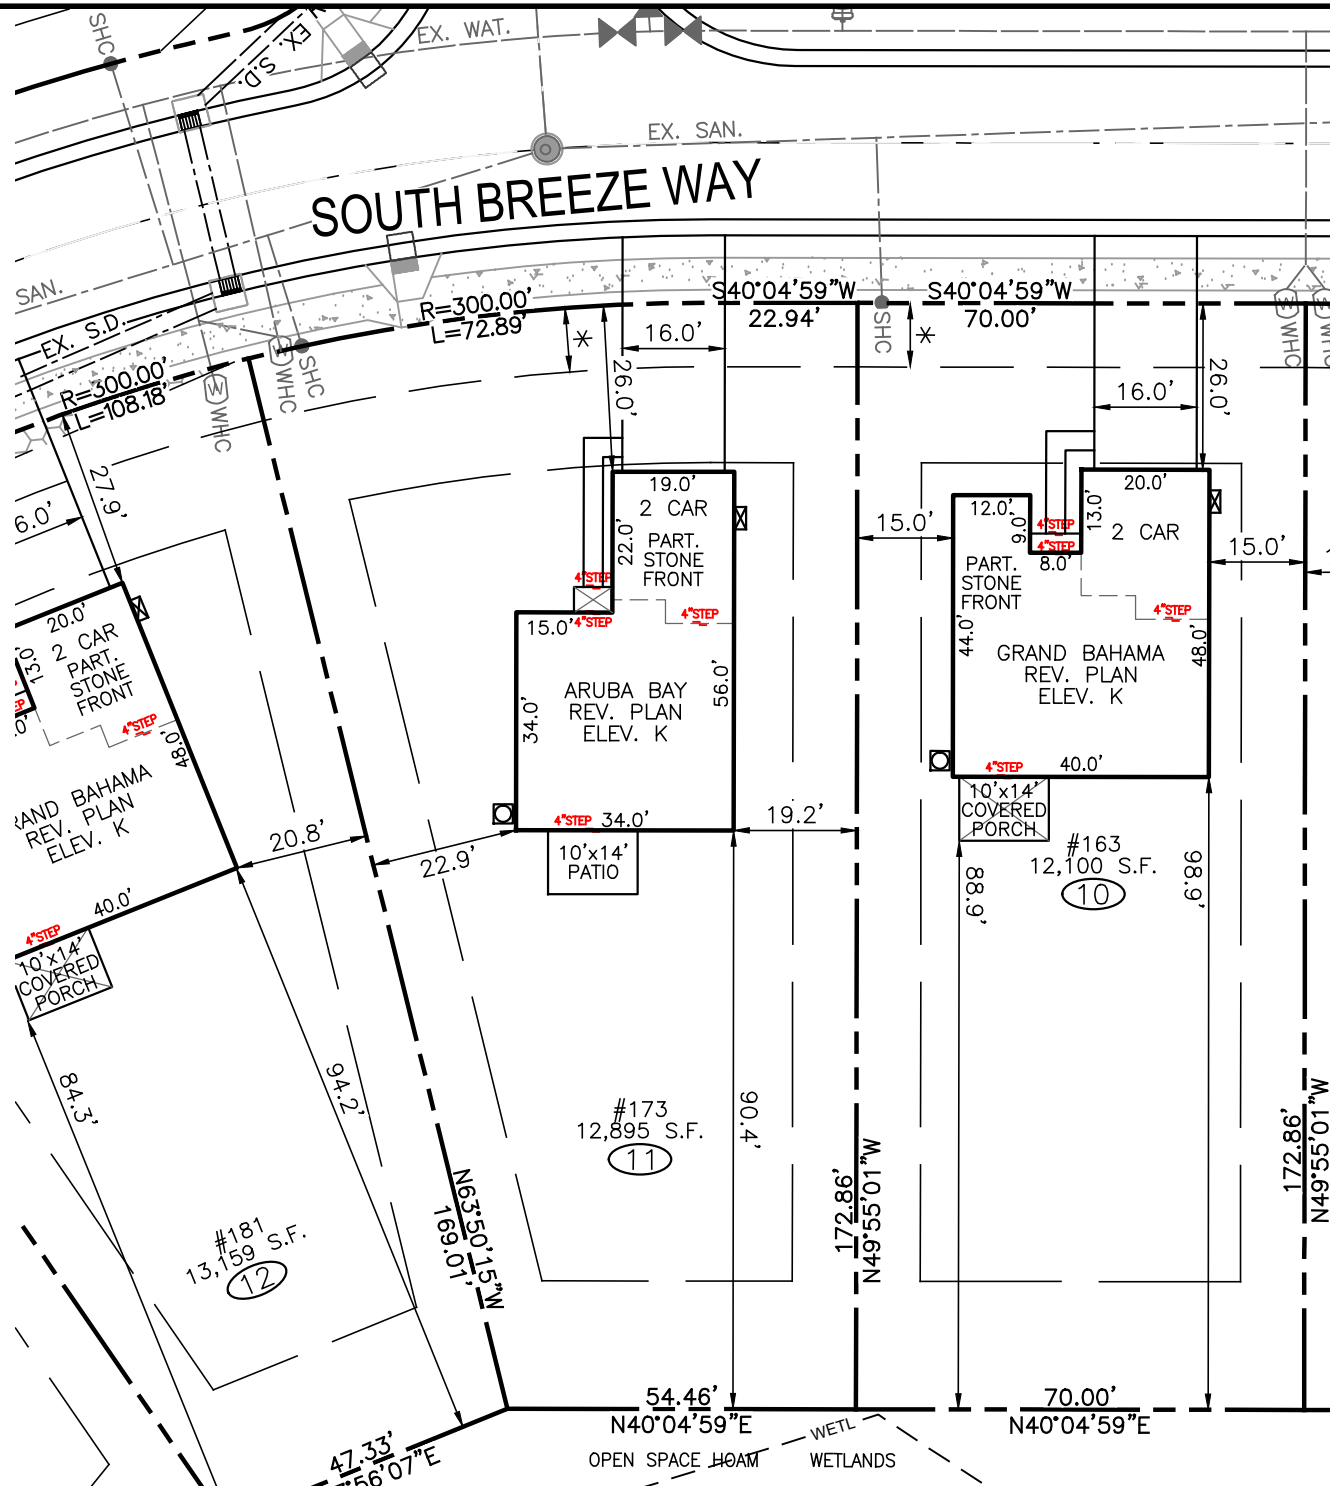 SHC
EX. S.D.
EX. WAT.
EX. SAN.
SOUTH BREEZE WAY
SAN.
EX. S.D.
R=300.00'
L=108.18'
WHC
WHC
SHC
R=300.00'
L=72.89'
S40°04'59"W
22.94'
SHC
S40°04'59"W
70.00'
WHC
WHC
*
*
16.0'
26.0'
16.0'
26.0'
27.9'
6.0'
20.0'
2 CAR
PART.
STONE
FRONT
13.0'
4"STEP
48.0'
RAND BAHAMA
REV. PLAN
ELEV. K
40.0'
4"STEP
10'x14'
COVERED
PORCH
20.8'
84.3'
94.2'
#181
13,159 S.F.
12
19.0'
2 CAR
22.0'
PART.
STONE
FRONT
4"STEP
4"STEP
4"STEP
15.0'
34.0'
56.0'
ARUBA BAY
REV. PLAN
ELEV. K
4"STEP
34.0'
10'x14'
PATIO
22.9'
19.2'
90.4'
#173
12,895 S.F.
11
15.0'
12.0'
9.0'
4"STEP
4"STEP
8.0'
13.0'
20.0'
2 CAR
PART.
STONE
FRONT
4"STEP
44.0'
48.0'
15.0'
GRAND BAHAMA
REV. PLAN
ELEV. K
4"STEP
40.0'
10'x14'
COVERED
PORCH
#163
12,100 S.F.
10
88.9'
98.9'
N63°50'15"W
169.01'
172.86'
N49°55'01"W
172.86'
N49°55'01"W
54.46'
N40°04'59"E
70.00'
N40°04'59"E
47.33'
°56'07"E
WETL
OPEN SPACE HOAM
WETLANDS